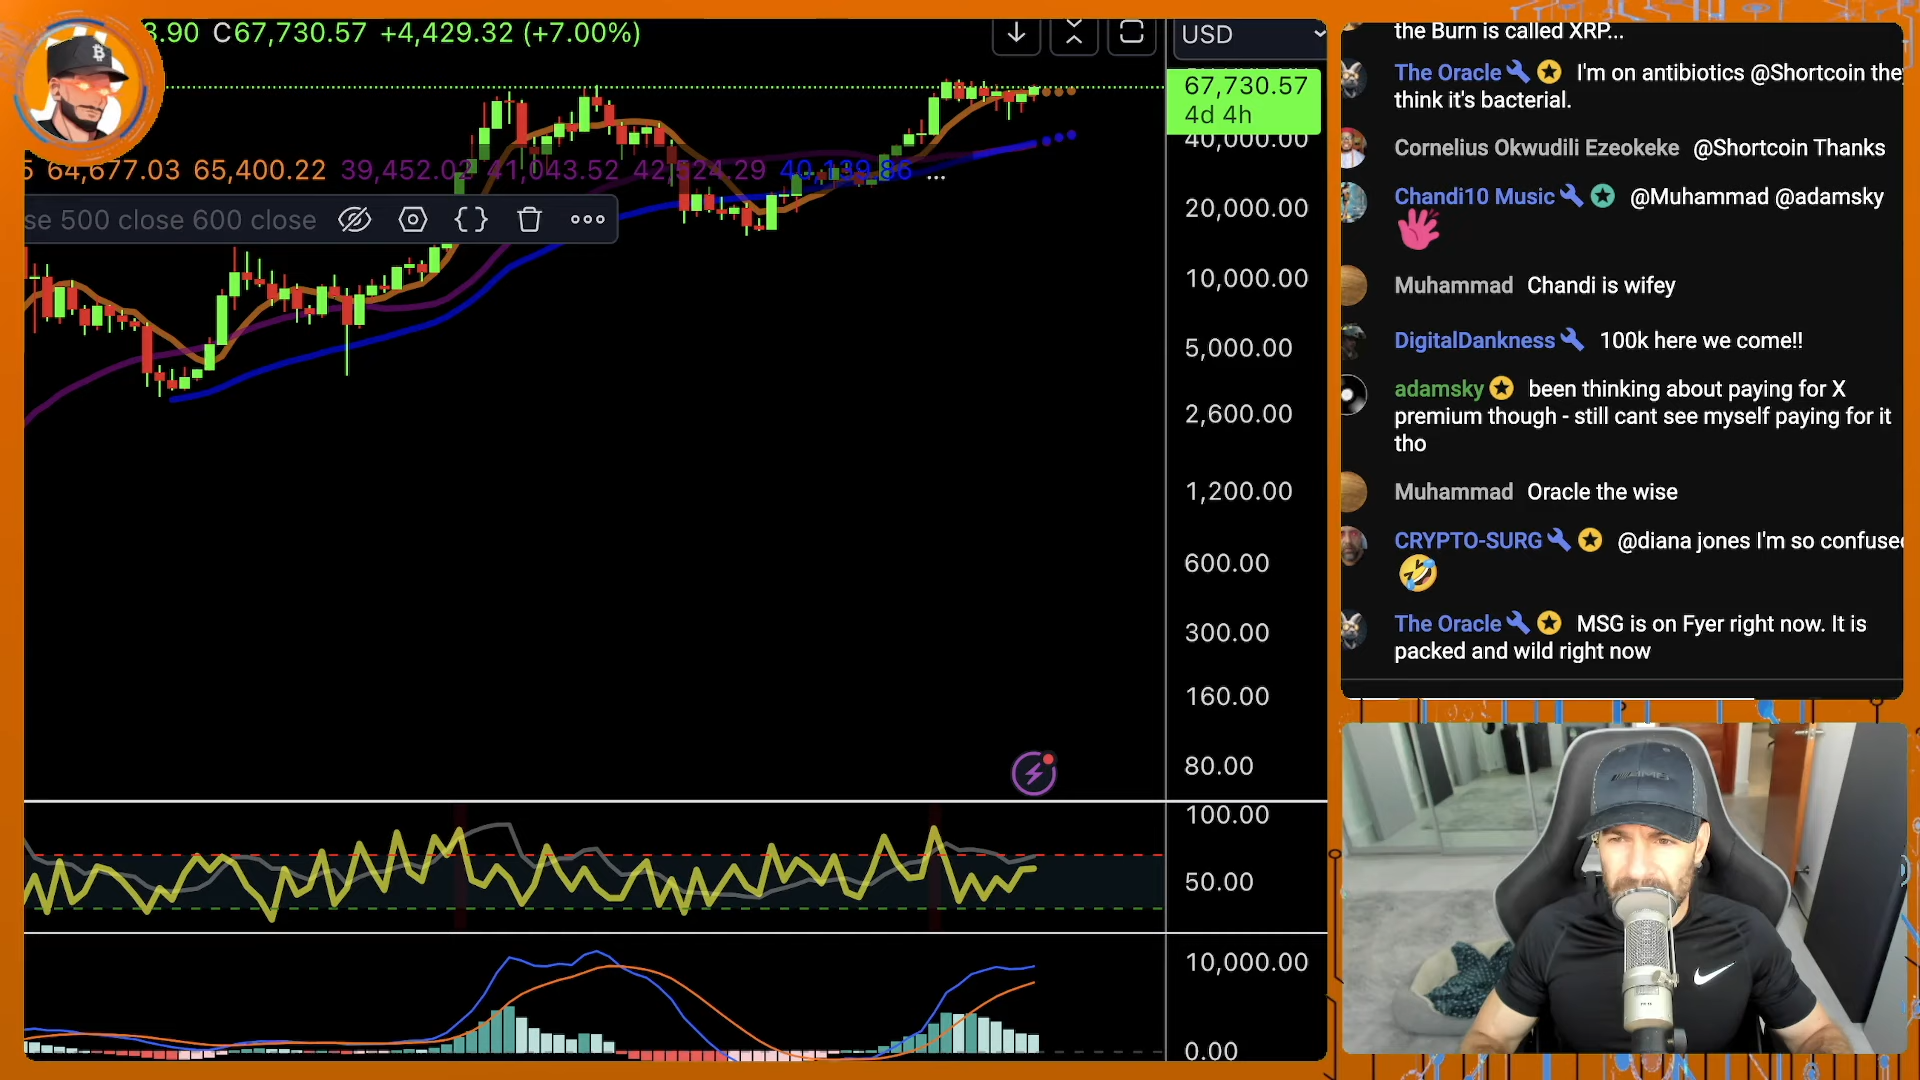 3.90 C67,730.57 +4,429.32 (+7.00%)
USD
67,730.57
4d 4h
5 64,677.03 65,400.22 39,452.02 41,043.52 42,524.29 40,139.86 ...
se 500 close 600 close
40,000.00
20,000.00
10,000.00
5,000.00
2,600.00
1,200.00
600.00
300.00
160.00
80.00
100.00
50.00
10,000.00
0.00
the Burn is called XRP...
The Oracle I'm on antibiotics @Shortcoin the
think it's bacterial.
Cornelius Okwudili Ezeokeke @Shortcoin Thanks
Chandi10 Music @Muhammad @adamsky
Muhammad Chandi is wifey
DigitalDankness 100k here we come!!
adamsky been thinking about paying for X
premium though - still cant see myself paying for it
tho
Muhammad Oracle the wise
CRYPTO-SURG @diana jones I'm so confused
The Oracle MSG is on Fyer right now. It is
packed and wild right now